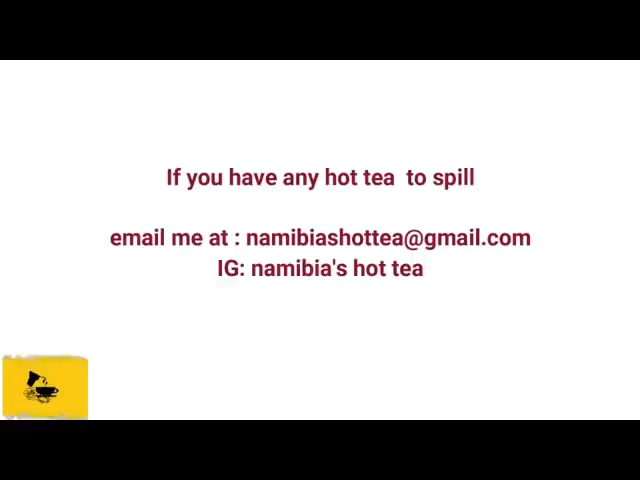 If you have any hot tea  to spill
email me at : namibiashottea@gmail.com
IG: namibia's hot tea